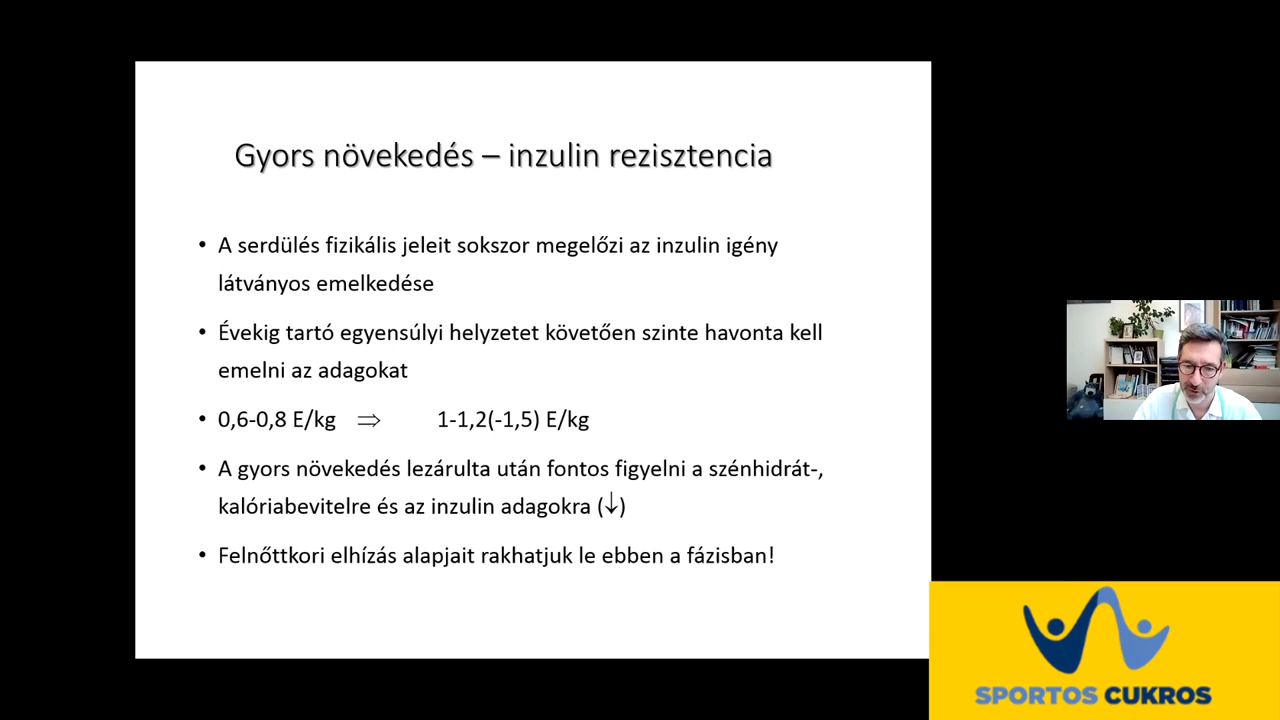 Gyors növekedés – inzulin rezisztencia
• A serdülés fizikális jeleit sokszor megelőzi az inzulin igény
látványos emelkedése
• Évekig tartó egyensúlyi helyzetet követően szinte havonta kell
emelni az adagokat
• 0,6-0,8 E/kg ⇒ 1-1,2(-1,5) E/kg
• A gyors növekedés lezárulta után fontos figyelni a szénhidrát-,
kalóriabevitelre és az inzulin adagokra (↓)
• Felnőttkori elhízás alapjait rakhatjuk le ebben a fázisban!
SPORTOS CUKROS